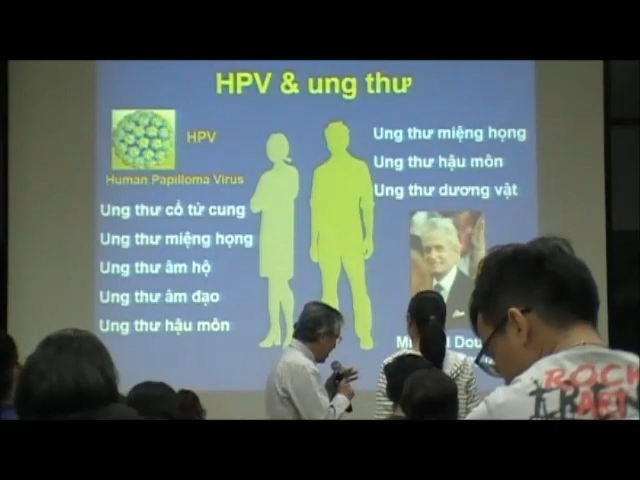 HPV & ung thư
HPV
Human Papilloma Virus
Ung thư cổ tử cung
Ung thư miệng họng
Ung thư âm hộ
Ung thư âm đạo
Ung thư hậu môn
Ung thư miệng họng
Ung thư hậu môn
Ung thư dương vật
ROCK